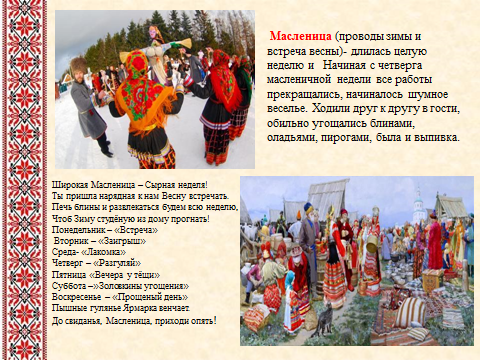 Масленица (проводы зимы и
встреча весны)- длилась целую
неделю и Начиная с четверга
масленичной недели все работы
прекращались, начиналось шумное
веселье. Ходили друг к другу в гости,
обильно угощались блинами,
оладьями, пирогами, была и выпивка.
Широкая Масленица – Сырная неделя!
Ты пришла нарядная к нам Весну встречать.
Печь блины и развлекаться будем всю неделю,
Чтоб Зиму студёную из дому прогнать!
Понедельник – «Встреча»
Вторник – «Заигрыш»
Среда- «Лакомка»
Четверг – «Разгуляй»
Пятница «Вечера у тёщи»
Суббота –»Золовкины угощения»
Воскресенье – «Прощеный день»
Пышные гулянье Ярмарка венчает.
До свиданья, Масленица, приходи опять!